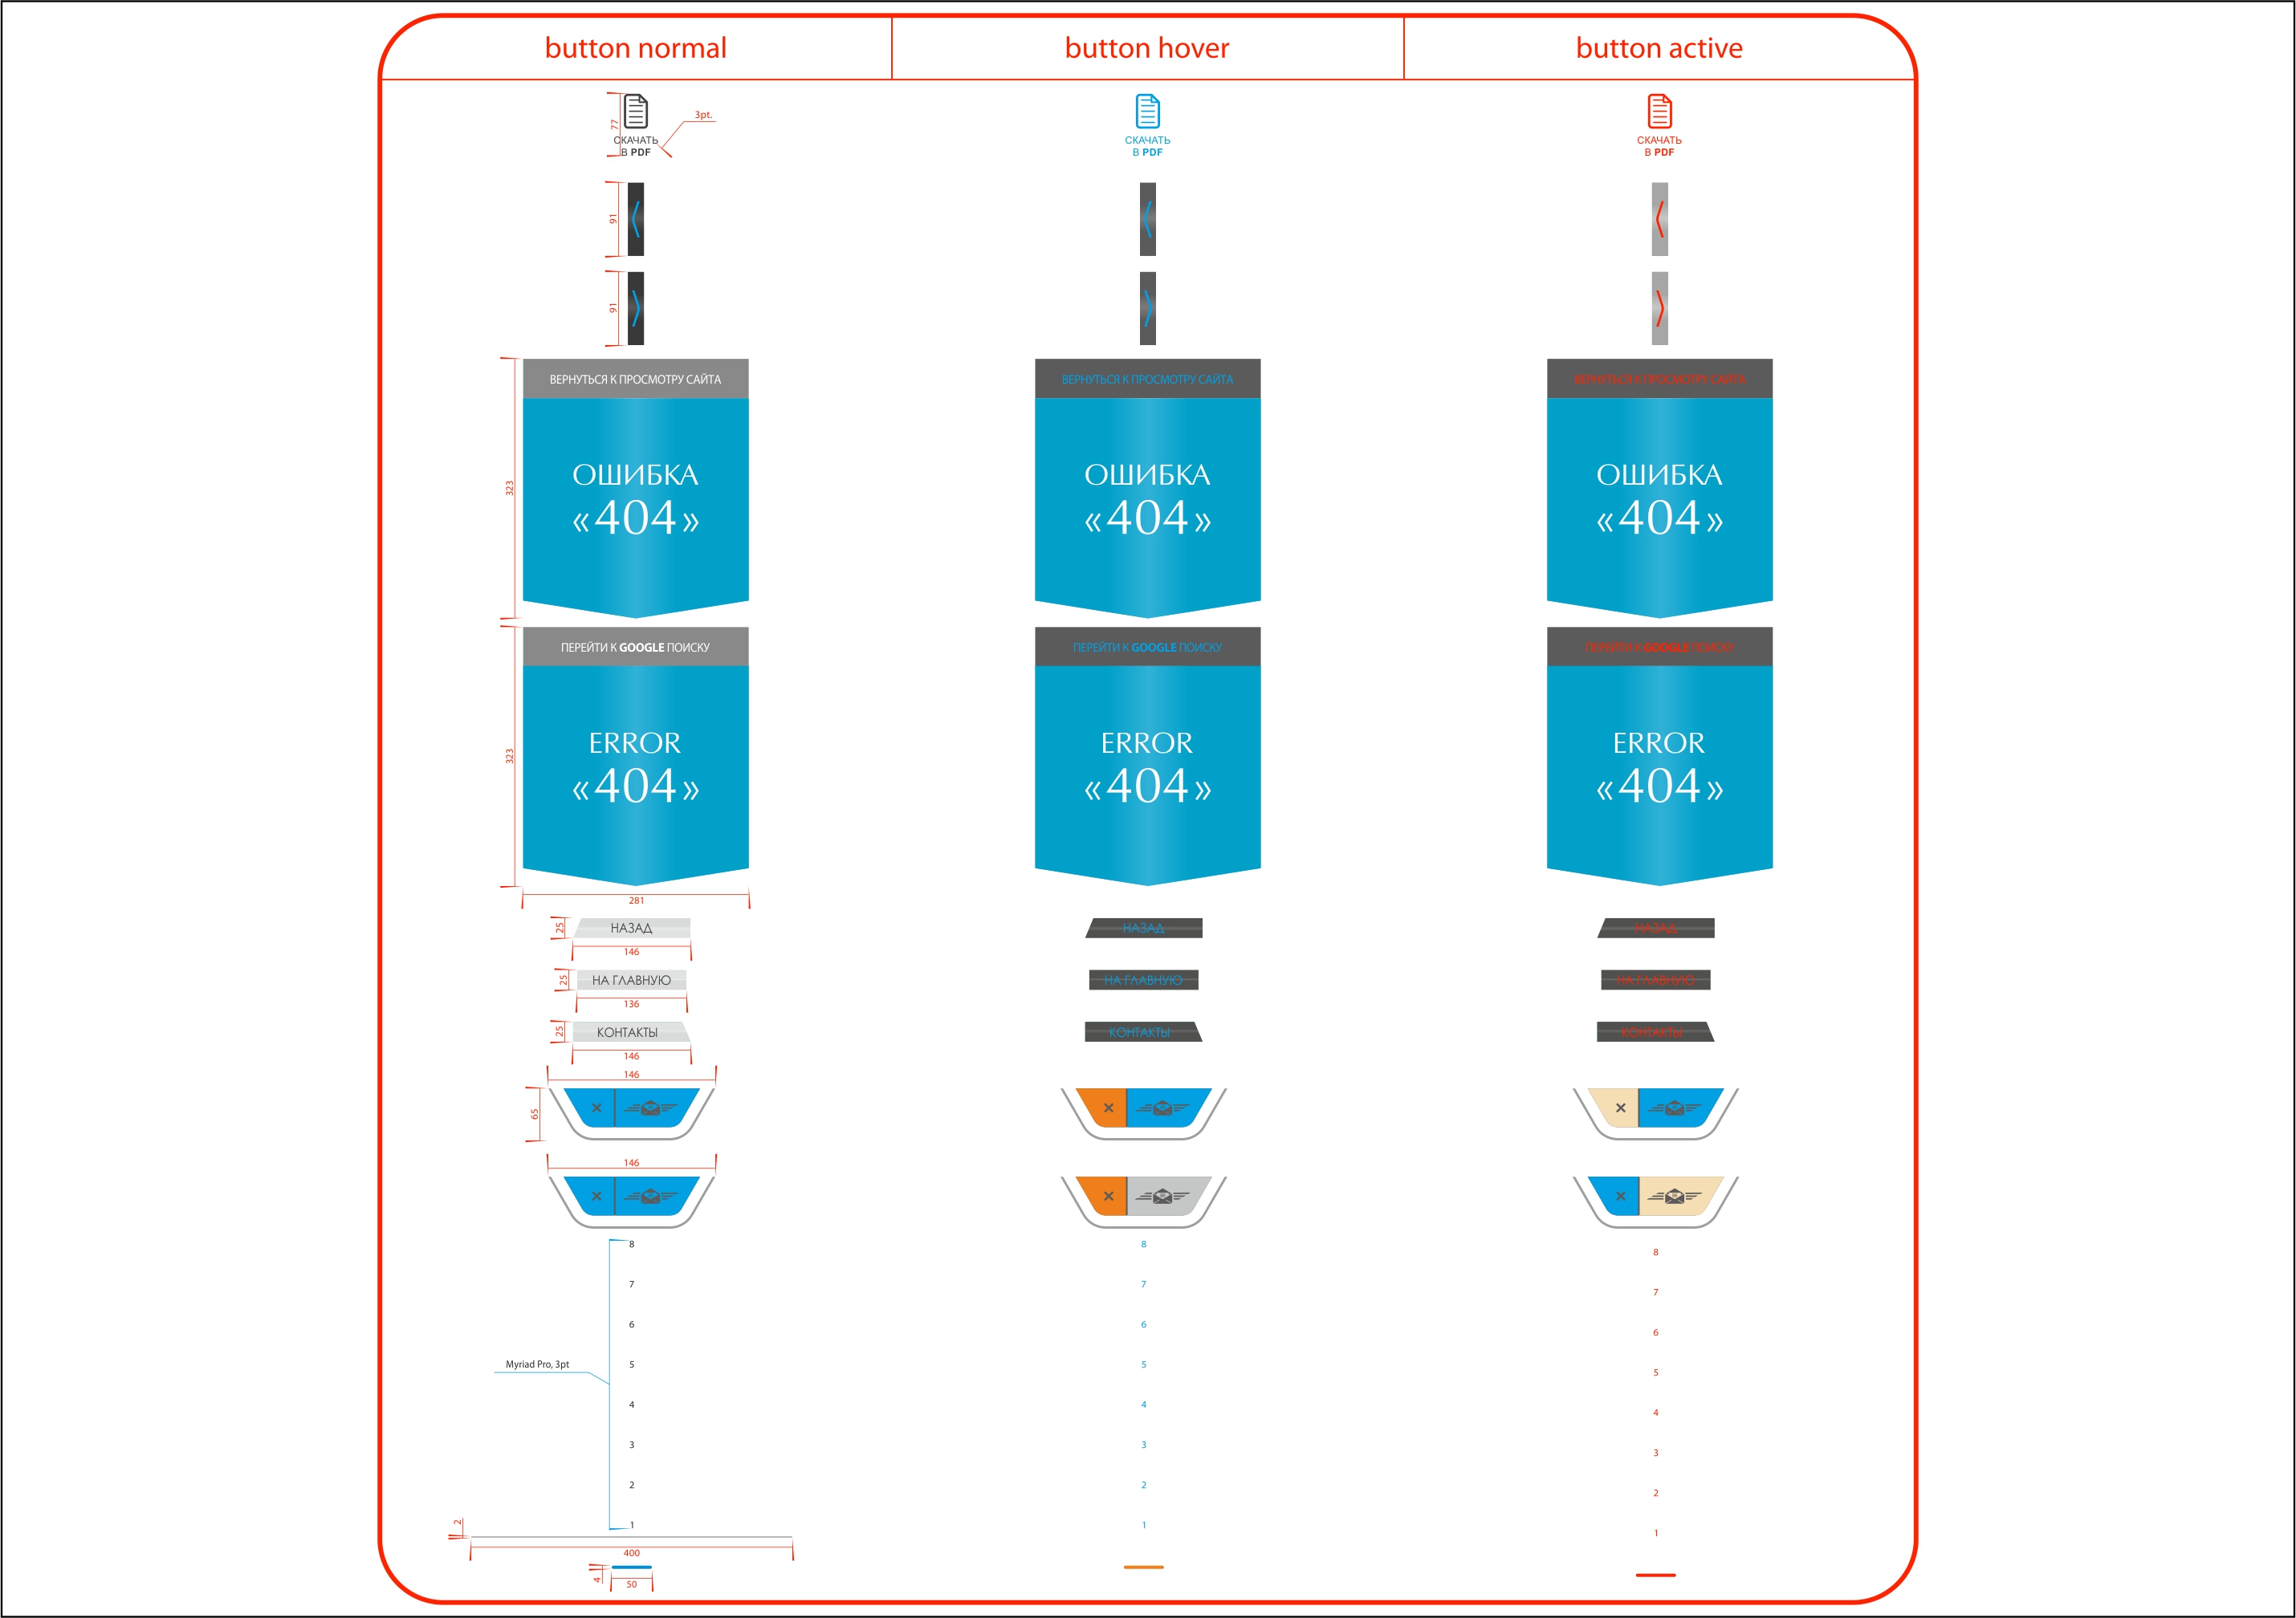 button normal
button hover
button active
77
3pt.
СКАЧАТЬ
В PDF
СКАЧАТЬ
В PDF
СКАЧАТЬ
В PDF
91
91
ВЕРНУТЬСЯ К ПРОСМОТРУ САЙТА
ВЕРНУТЬСЯ К ПРОСМОТРУ САЙТА
ВЕРНУТЬСЯ К ПРОСМОТРУ САЙТА
323
ОШИБКА
«404»
ОШИБКА
«404»
ОШИБКА
«404»
ПЕРЕЙТИ К GOOGLE ПОИСКУ
ПЕРЕЙТИ К GOOGLE ПОИСКУ
ПЕРЕЙТИ К GOOGLE ПОИСКУ
323
ERROR
«404»
ERROR
«404»
ERROR
«404»
281
25
НАЗАД
НАЗАД
НАЗАД
146
25
НА ГЛАВНУЮ
НА ГЛАВНУЮ
НА ГЛАВНУЮ
136
25
КОНТАКТЫ
КОНТАКТЫ
КОНТАКТЫ
146
146
65
146
8
8
8
7
7
7
6
6
6
Myriad Pro, 3pt
5
5
5
4
4
4
3
3
3
2
2
2
2
1
1
1
400
4
50